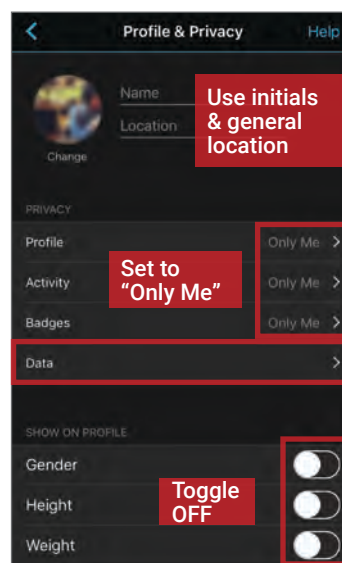 Profile & Privacy Help
Name
Location
Use initials
& general
location
Change
PRIVACY
Profile Only Me
Activity Only Me
Set to
“Only Me”
Badges Only Me
Data
SHOW ON PROFILE
Gender
Height
Toggle
OFF
Weight